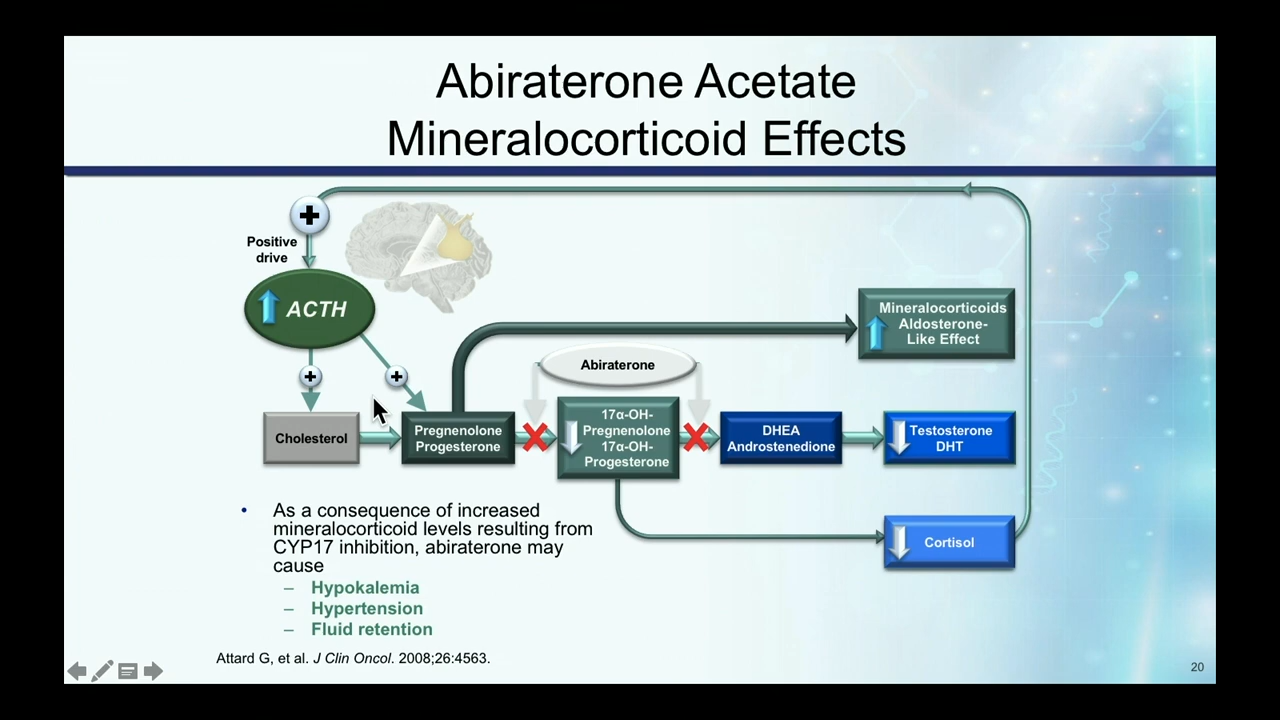 Abiraterone Acetate
Mineralocorticoid Effects
Positive
drive
ACTH
Mineralocorticoids
Aldosterone-
Like Effect
Abiraterone
Cholesterol
Pregnenolone
Progesterone
17α-OH-
Pregnenolone
17α-OH-
Progesterone
DHEA
Androstenedione
Testosterone
DHT
Cortisol
• As a consequence of increased
mineralocorticoid levels resulting from
CYP17 inhibition, abiraterone may
cause
– Hypokalemia
– Hypertension
– Fluid retention
Attard G, et al. J Clin Oncol. 2008;26:4563.
20